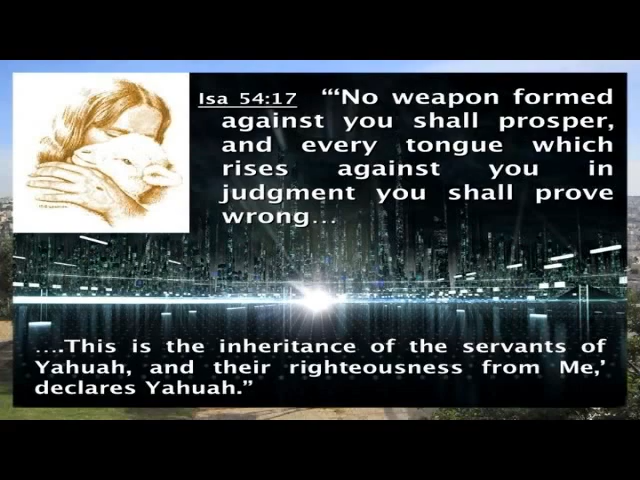 Isa 54:17 “‘No weapon formed
against you shall prosper,
and every tongue which
rises against you in
judgment you shall prove
wrong…
….This is the inheritance of the servants of
Yahuah, and their righteousness from Me,’
declares Yahuah.”